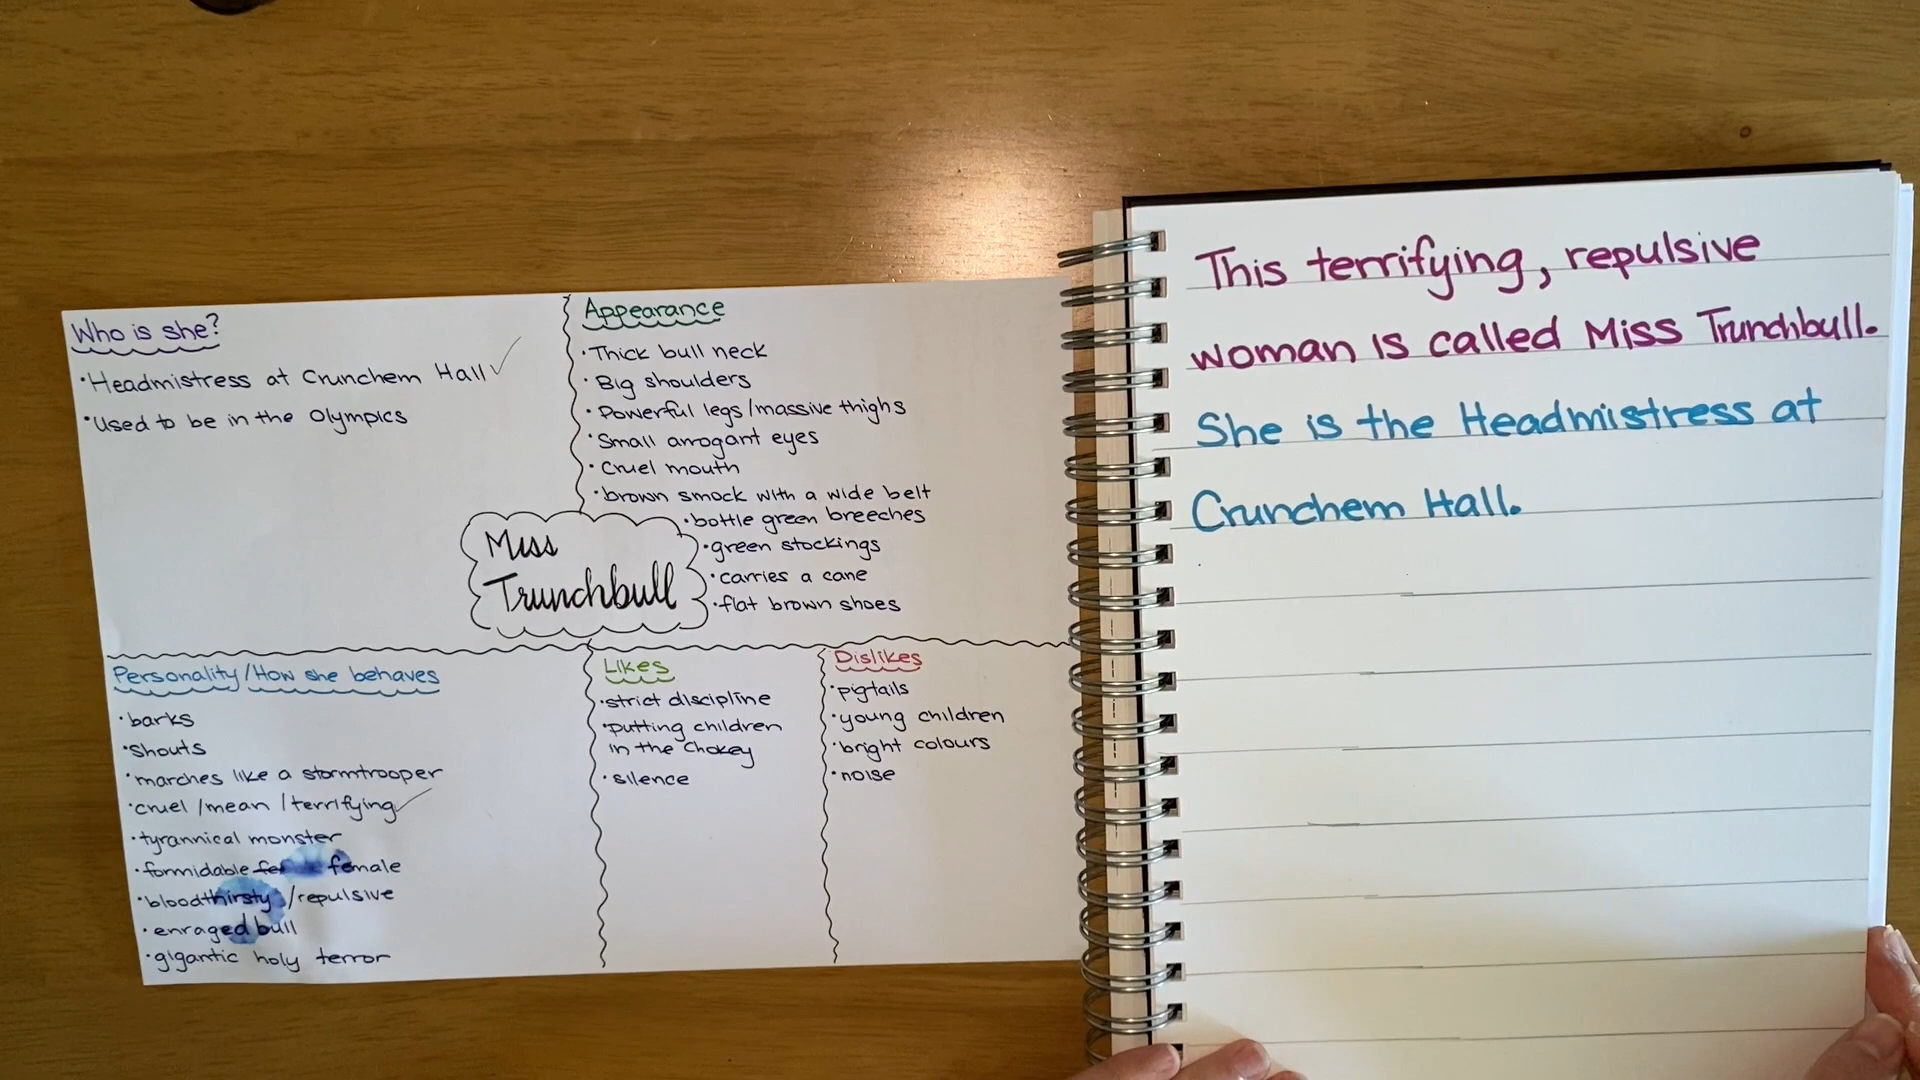 Who is she?
•Headmistress at Crunchem Hall
•Used to be in the Olympics
Appearance
•Thick bull neck
•Big shoulders
•Powerful legs/massive thighs
•Small arrogant eyes
•Cruel mouth
•brown smock with a wide belt
•bottle green breeches
•green stockings
•carries a cane
•flat brown shoes
Miss
Trunchbull
Personality/How she behaves
•barks
•Shouts
•marches like a stormtrooper
•cruel/mean/terrifying
•tyrannical monster
•formidable female
•bloodthirsty/repulsive
•enraged bull
•gigantic holy terror
Likes
•strict discipline
•putting children
in the Chokey
•silence
Dislikes
•pigtails
•young children
•bright colours
•noise
This terrifying, repulsive
woman is called Miss Trunchbull.
She is the Headmistress at
Crunchem Hall.